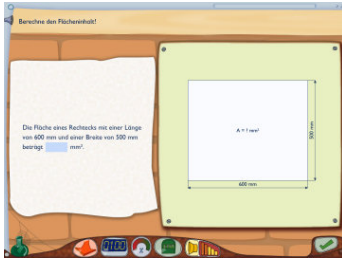 Berechne den Flächeninhalt!
Die Fläche eines Rechtecks mit einer Länge
von 600 mm und einer Breite von 500 mm
beträgt mm².
A = ? mm²
500 mm
600 mm